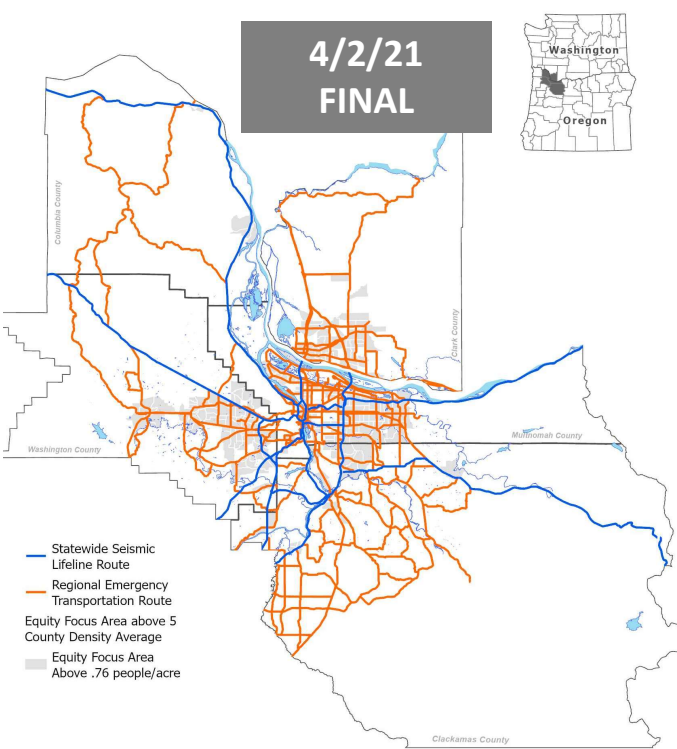 4/2/21
FINAL
Washington
Oregon
Columbia County
Clark County
Multnomah County
Washington County
Statewide Seismic
Lifeline Route
Regional Emergency
Transportation Route
Equity Focus Area above 5
County Density Average
Equity Focus Area
Above .76 people/acre
Clackamas County